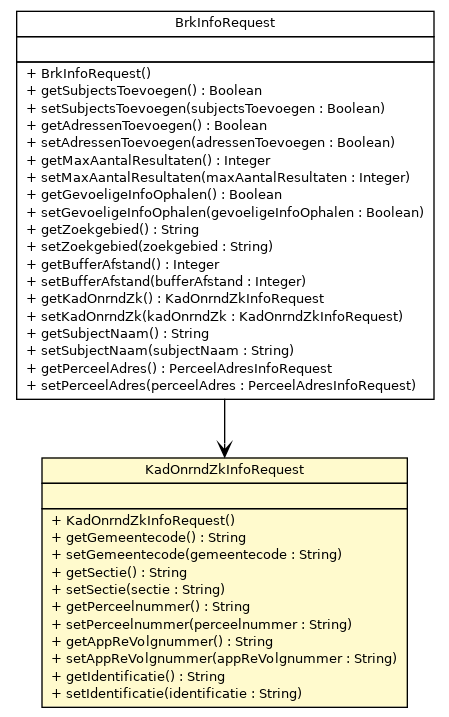 BrkInfoRequest
+ BrkInfoRequest()
+ getSubjectsToevoegen() : Boolean
+ setSubjectsToevoegen(subjectsToevoegen : Boolean)
+ getAdressenToevoegen() : Boolean
+ setAdressenToevoegen(adressenToevoegen : Boolean)
+ getMaxAantalResultaten() : Integer
+ setMaxAantalResultaten(maxAantalResultaten : Integer)
+ getGevoeligeInfoOphalen() : Boolean
+ setGevoeligeInfoOphalen(gevoeligeInfoOphalen : Boolean)
+ getZoekgebied() : String
+ setZoekgebied(zoekgebied : String)
+ getBufferAfstand() : Integer
+ setBufferAfstand(bufferAfstand : Integer)
+ getKadOnrndZk() : KadOnrndZkInfoRequest
+ setKadOnrndZk(kadOnrndZk : KadOnrndZkInfoRequest)
+ getSubjectNaam() : String
+ setSubjectNaam(subjectNaam : String)
+ getPerceelAdres() : PerceelAdresInfoRequest
+ setPerceelAdres(perceelAdres : PerceelAdresInfoRequest)
KadOnrndZkInfoRequest
+ KadOnrndZkInfoRequest()
+ getGemeentecode() : String
+ setGemeentecode(gemeentecode : String)
+ getSectie() : String
+ setSectie(sectie : String)
+ getPerceelnummer() : String
+ setPerceelnummer(perceelnummer : String)
+ getAppReVolgnummer() : String
+ setAppReVolgnummer(appReVolgnummer : String)
+ getIdentificatie() : String
+ setIdentificatie(identificatie : String)